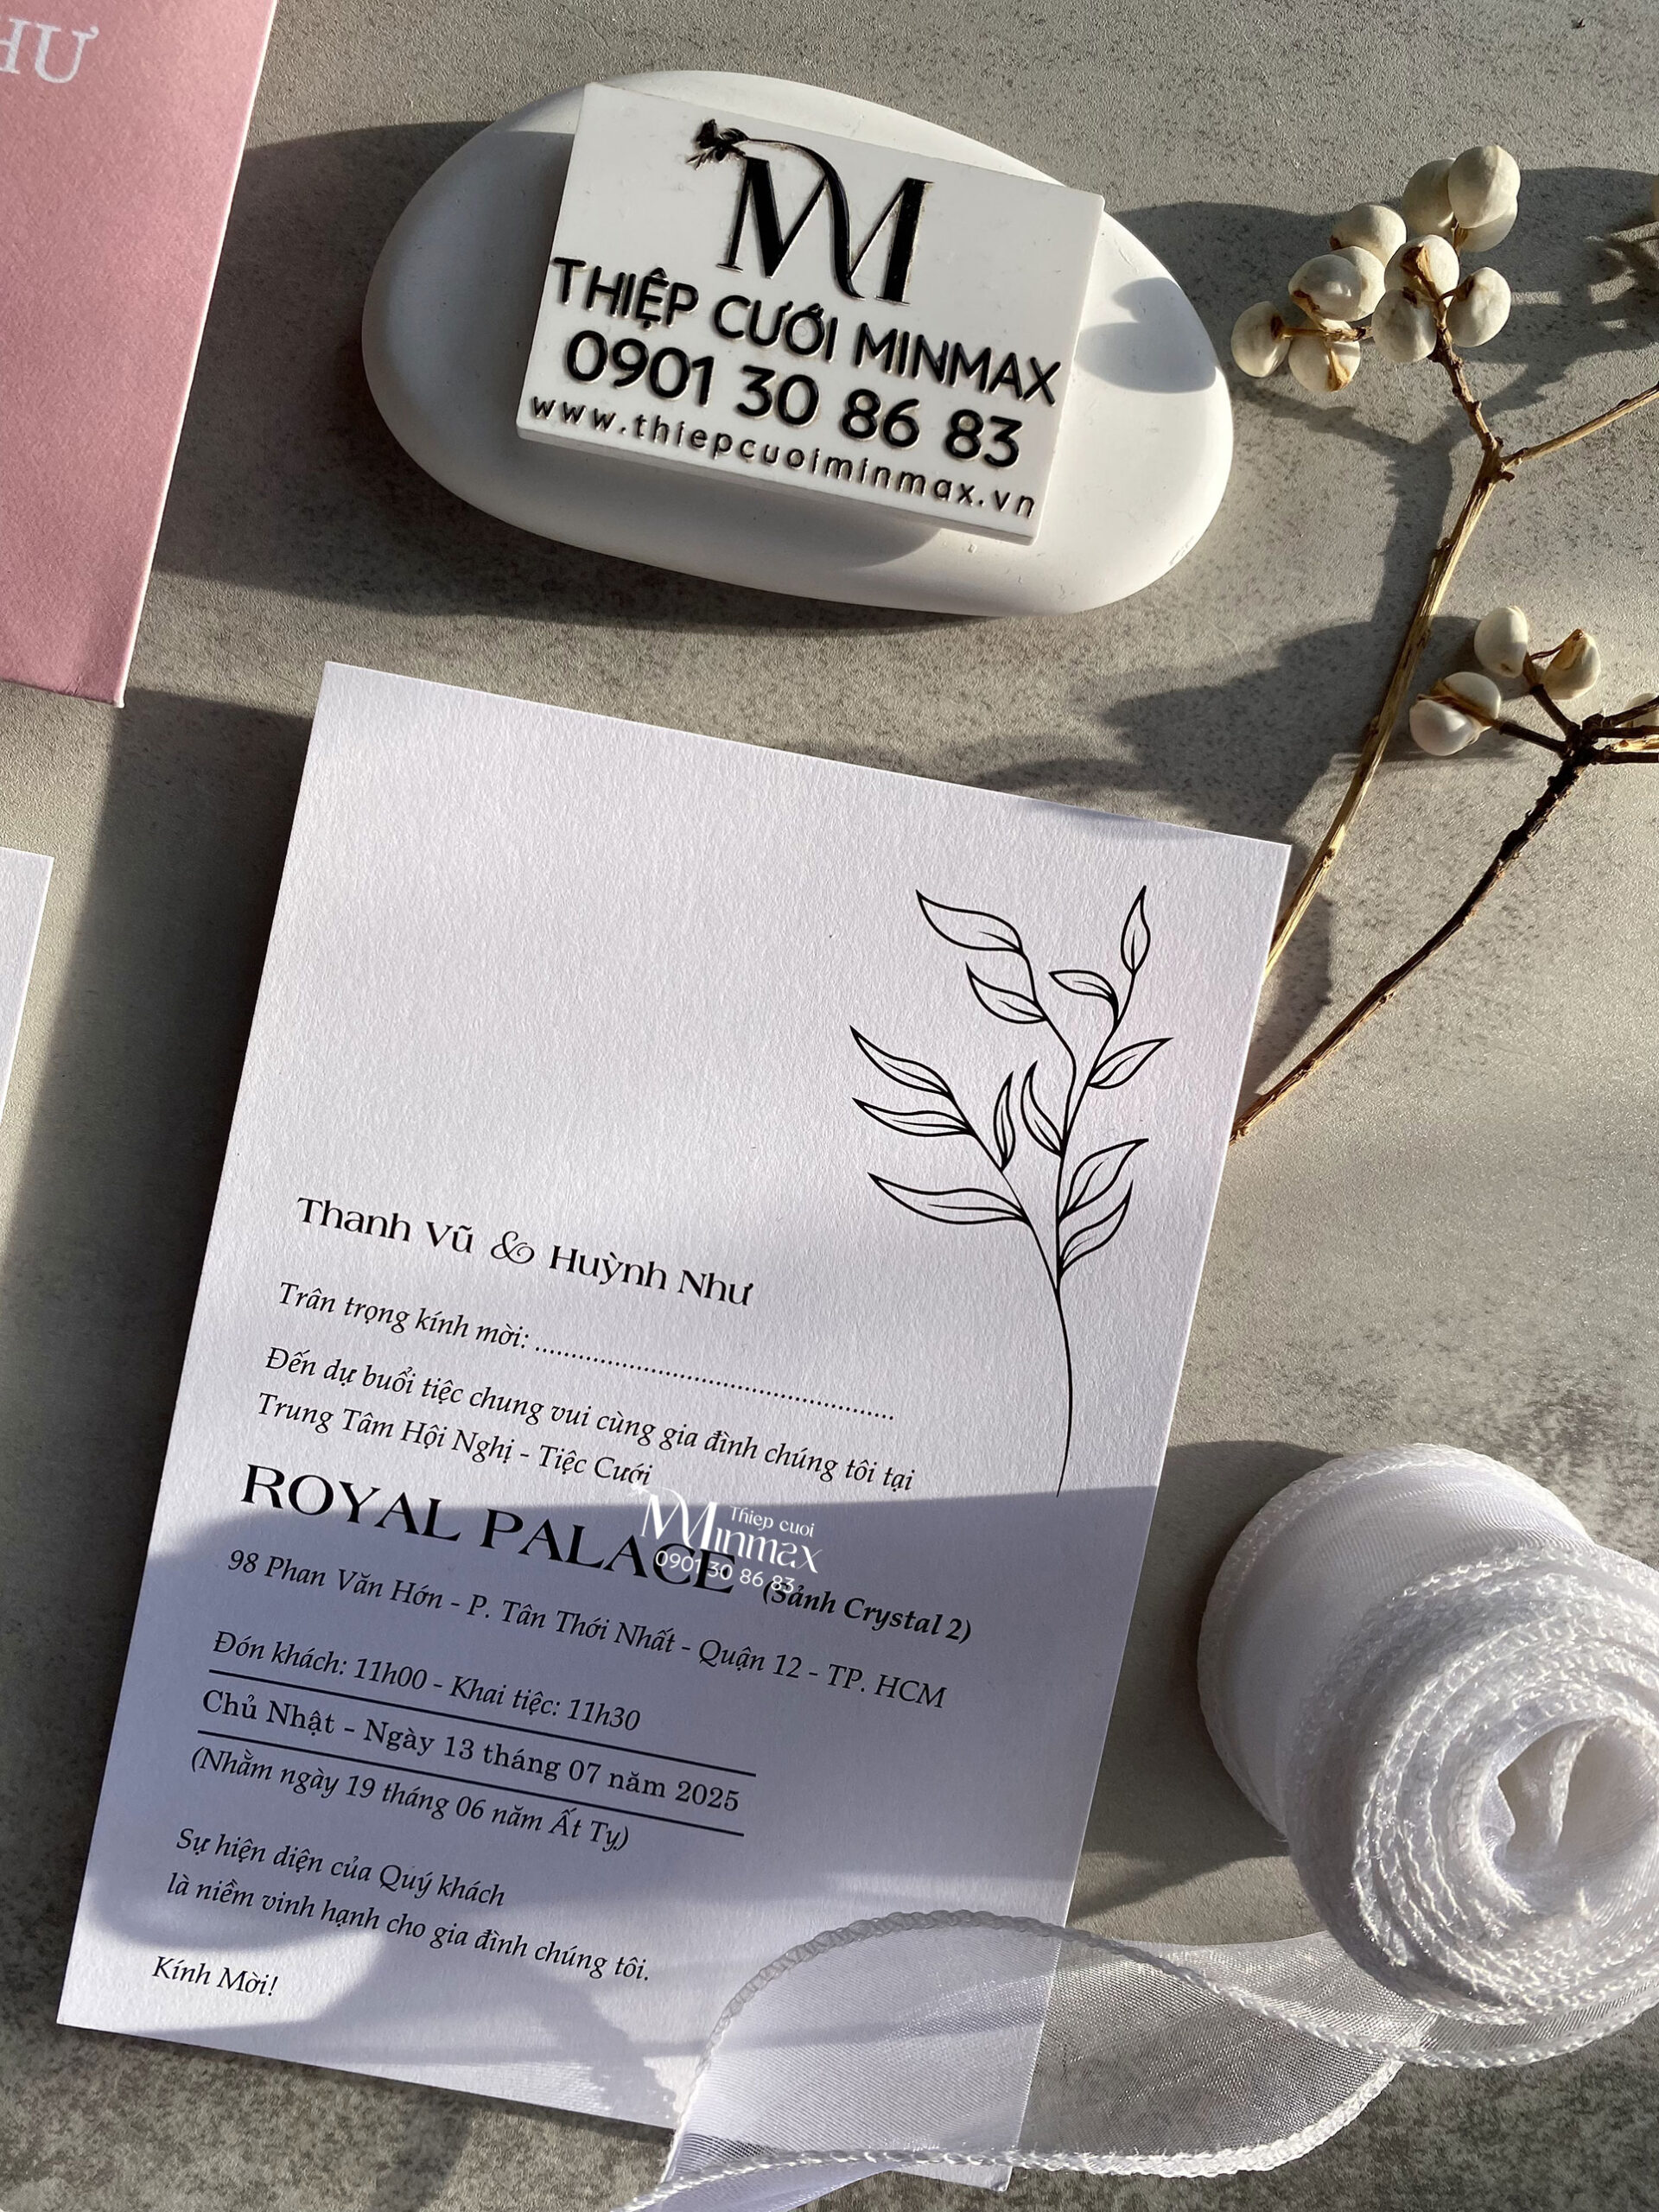 HƯ
M
THIỆP CƯỚI MINMAX
0901 30 86 83
www.thiepcuoiminmax.vn
Thanh Vũ & Huỳnh Như
Trân trọng kính mời: ........................................................
Đến dự buổi tiệc chung vui cùng gia đình chúng tôi tại
Trung Tâm Hội Nghị - Tiệc Cưới
ROYAL PALACE (Sảnh Crystal 2)
Thiep cuoi
Minmax
0901 30 86 83
98 Phan Văn Hớn - P. Tân Thới Nhất - Quận 12 - TP. HCM
Đón khách: 11h00 - Khai tiệc: 11h30
Chủ Nhật - Ngày 13 tháng 07 năm 2025
(Nhằm ngày 19 tháng 06 năm Ất Tỵ)
Sự hiện diện của Quý khách
là niềm vinh hạnh cho gia đình chúng tôi.
Kính Mời!